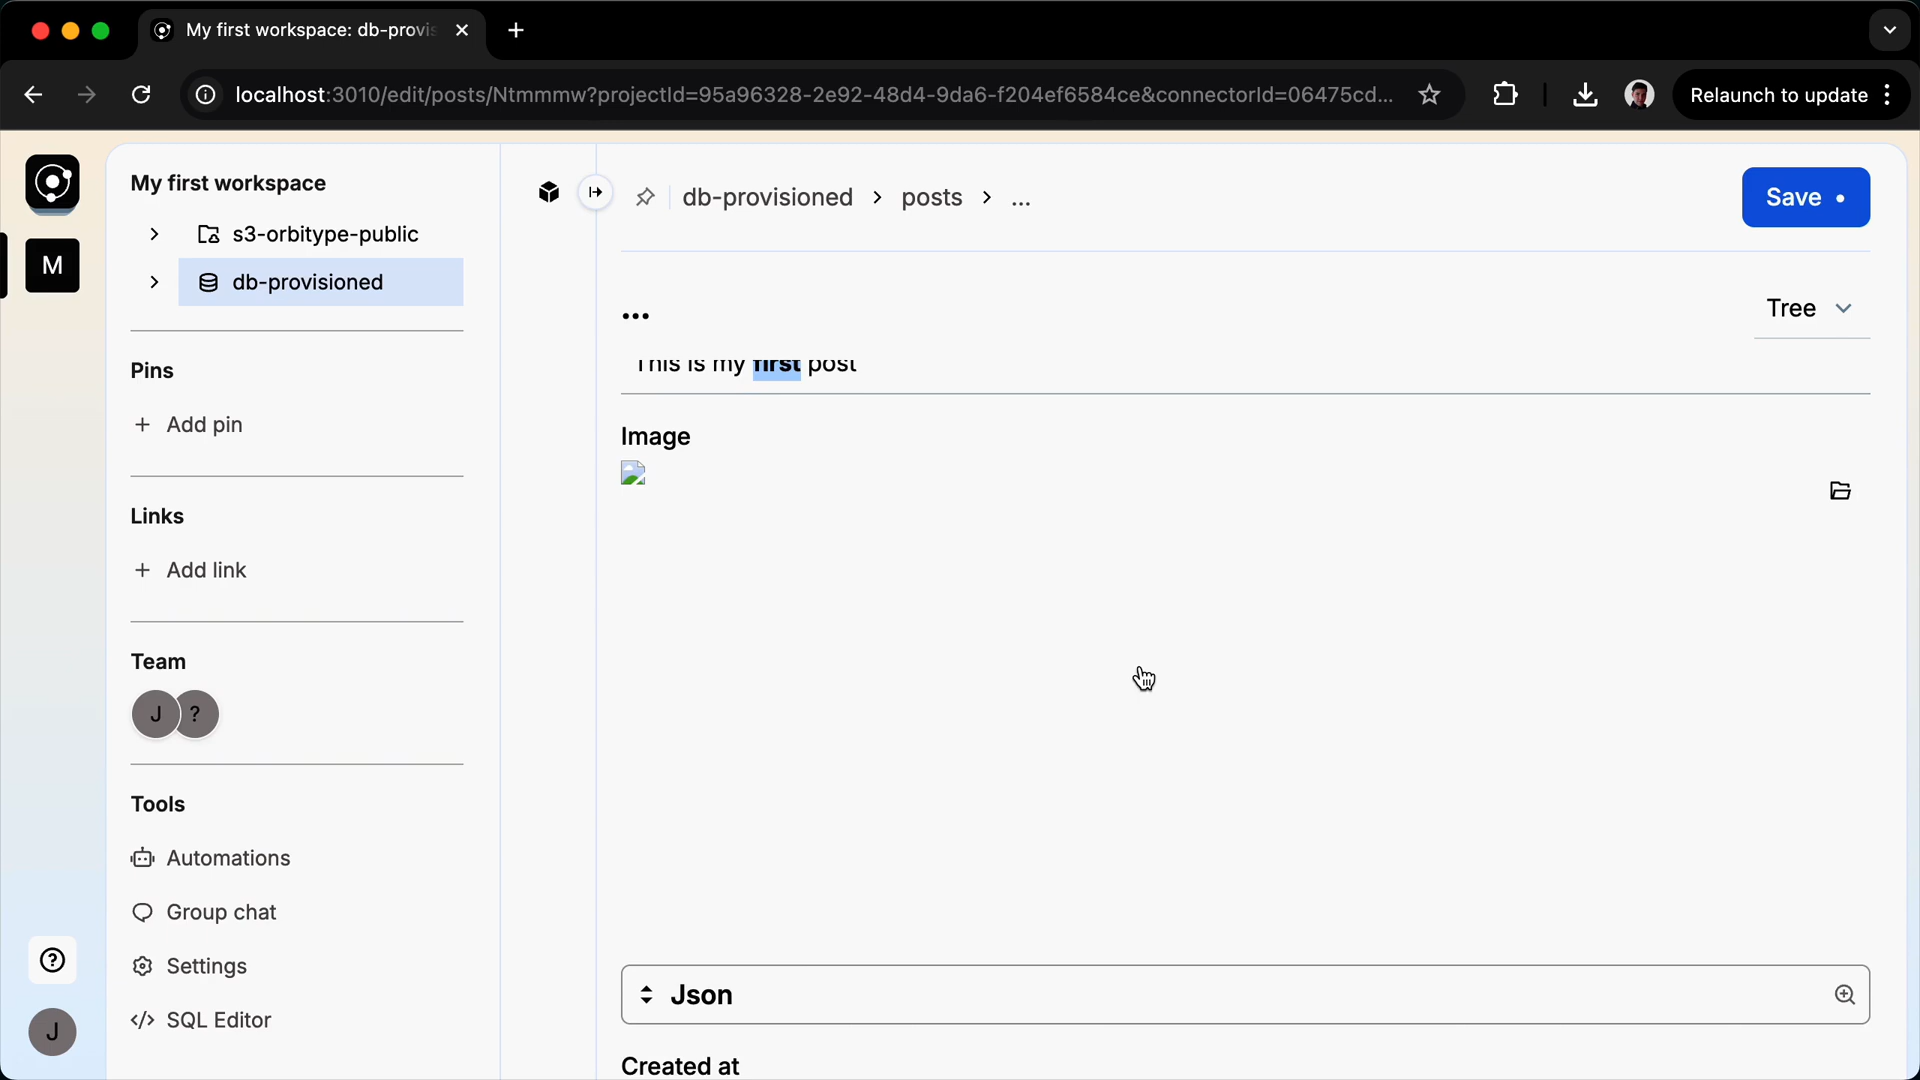 My first workspace: db-provis
localhost:3010/edit/posts/Ntmmmw?projectId=95a96328-2e92-48d4-9da6-f204ef6584ce&connectorId=06475cd...
Relaunch to update
M
J
My first workspace
s3-orbitype-public
db-provisioned
Pins
+ Add pin
Links
+ Add link
Team
J ?
Tools
Automations
Group chat
Settings
</> SQL Editor
db-provisioned > posts > ...
Save •
...
Tree
This is my first post
Image
Json
Created at